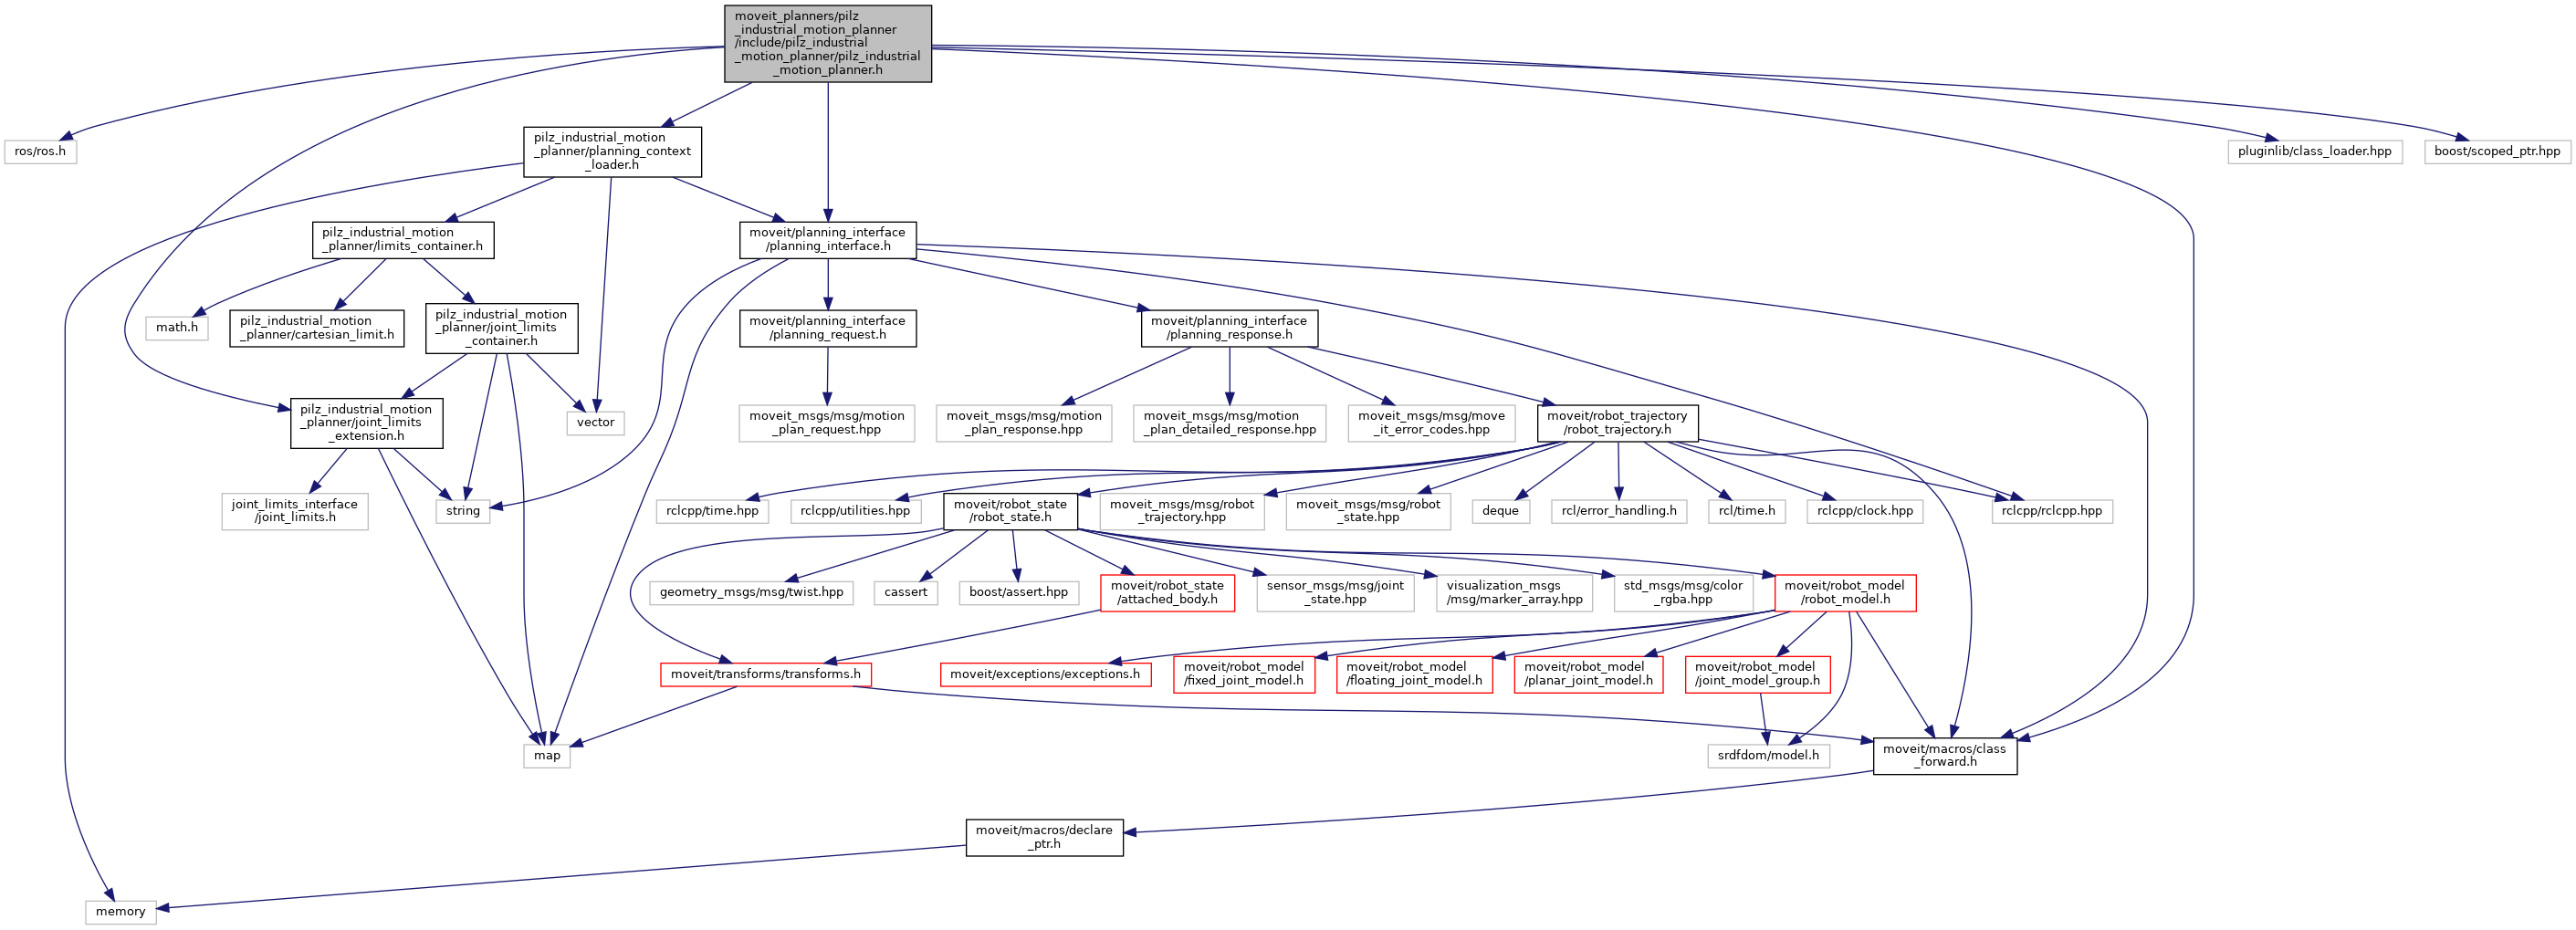 moveit_planners/pilz
_industrial_motion_planner
/include/pilz_industrial
_motion_planner/pilz_industrial
_motion_planner.h
ros/ros.h
pilz_industrial_motion
_planner/planning_context
_loader.h
pluginlib/class_loader.hpp
boost/scoped_ptr.hpp
pilz_industrial_motion
_planner/limits_container.h
moveit/planning_interface
/planning_interface.h
math.h
pilz_industrial_motion
_planner/cartesian_limit.h
pilz_industrial_motion
_planner/joint_limits
_container.h
moveit/planning_interface
/planning_request.h
moveit/planning_interface
/planning_response.h
pilz_industrial_motion
_planner/joint_limits
_extension.h
vector
moveit_msgs/msg/motion
_plan_request.hpp
moveit_msgs/msg/motion
_plan_response.hpp
moveit_msgs/msg/motion
_plan_detailed_response.hpp
moveit_msgs/msg/move
_it_error_codes.hpp
moveit/robot_trajectory
/robot_trajectory.h
joint_limits_interface
/joint_limits.h
string
rclcpp/time.hpp
rclcpp/utilities.hpp
moveit/robot_state
/robot_state.h
moveit_msgs/msg/robot
_trajectory.hpp
moveit_msgs/msg/robot
_state.hpp
deque
rcl/error_handling.h
rcl/time.h
rclcpp/clock.hpp
rclcpp/rclcpp.hpp
geometry_msgs/msg/twist.hpp
cassert
boost/assert.hpp
moveit/robot_state
/attached_body.h
sensor_msgs/msg/joint
_state.hpp
visualization_msgs
/msg/marker_array.hpp
std_msgs/msg/color
_rgba.hpp
moveit/robot_model
/robot_model.h
moveit/transforms/transforms.h
moveit/exceptions/exceptions.h
moveit/robot_model
/fixed_joint_model.h
moveit/robot_model
/floating_joint_model.h
moveit/robot_model
/planar_joint_model.h
moveit/robot_model
/joint_model_group.h
map
srdfdom/model.h
moveit/macros/class
_forward.h
moveit/macros/declare
_ptr.h
memory